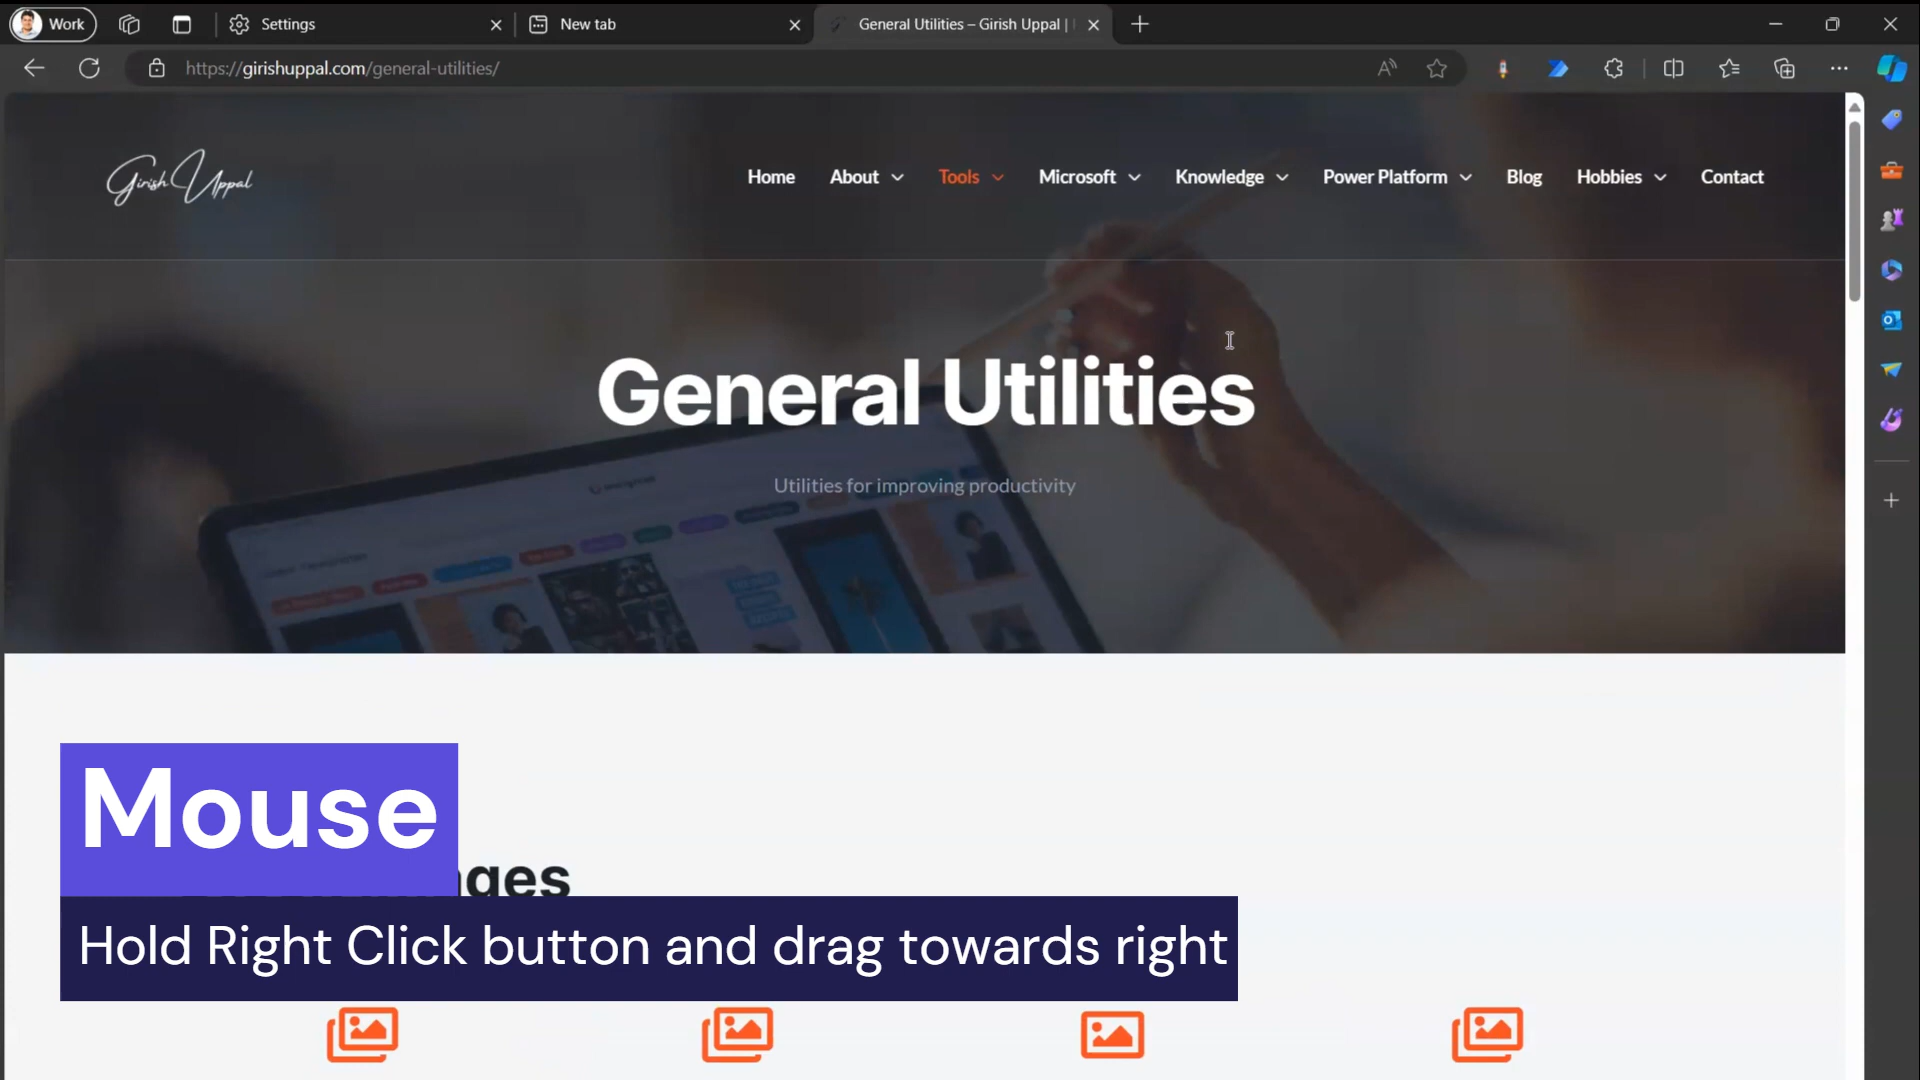 Work
Settings
New tab
General Utilities – Girish Uppal |
https://girishuppal.com/general-utilities/
Girish Uppal
Home
About
Tools
Microsoft
Knowledge
Power Platform
Blog
Hobbies
Contact
General Utilities
Utilities for improving productivity
Mouse
ges
Hold Right Click button and drag towards right